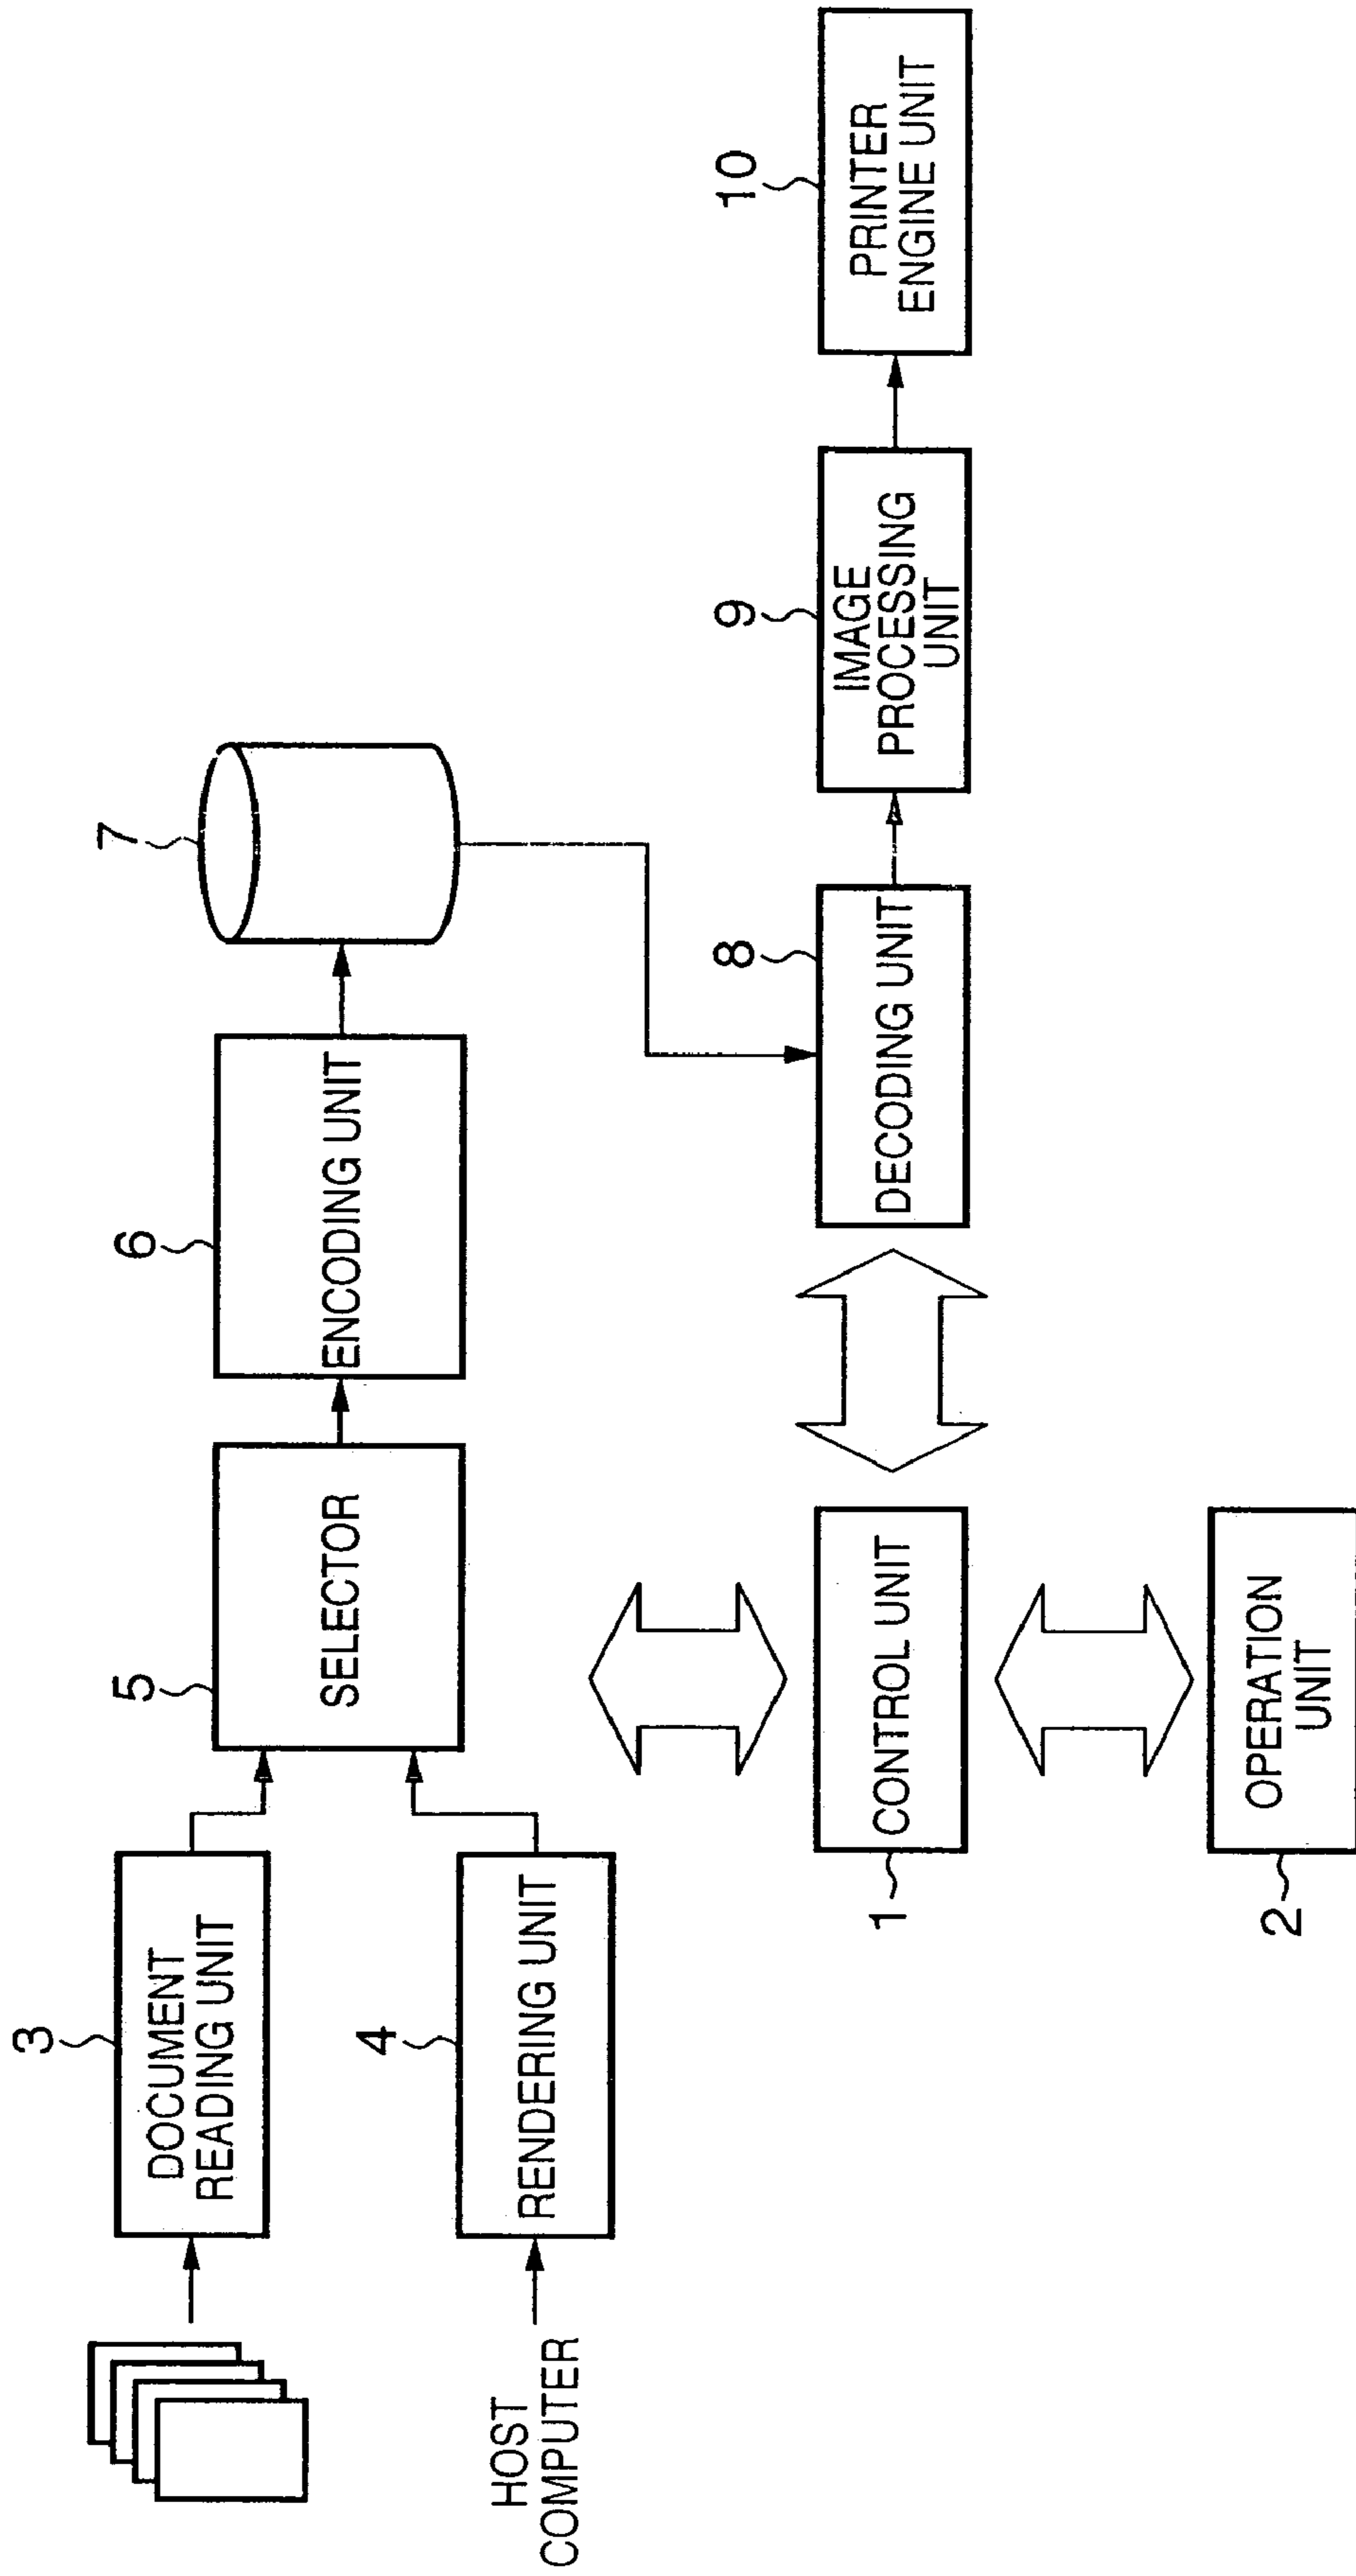 3
DOCUMENT
READING UNIT
4
RENDERING UNIT
HOST
COMPUTER
5
SELECTOR
6
ENCODING UNIT
7
8
DECODING UNIT
9
IMAGE
PROCESSING
UNIT
10
PRINTER
ENGINE UNIT
1
CONTROL UNIT
2
OPERATION
UNIT